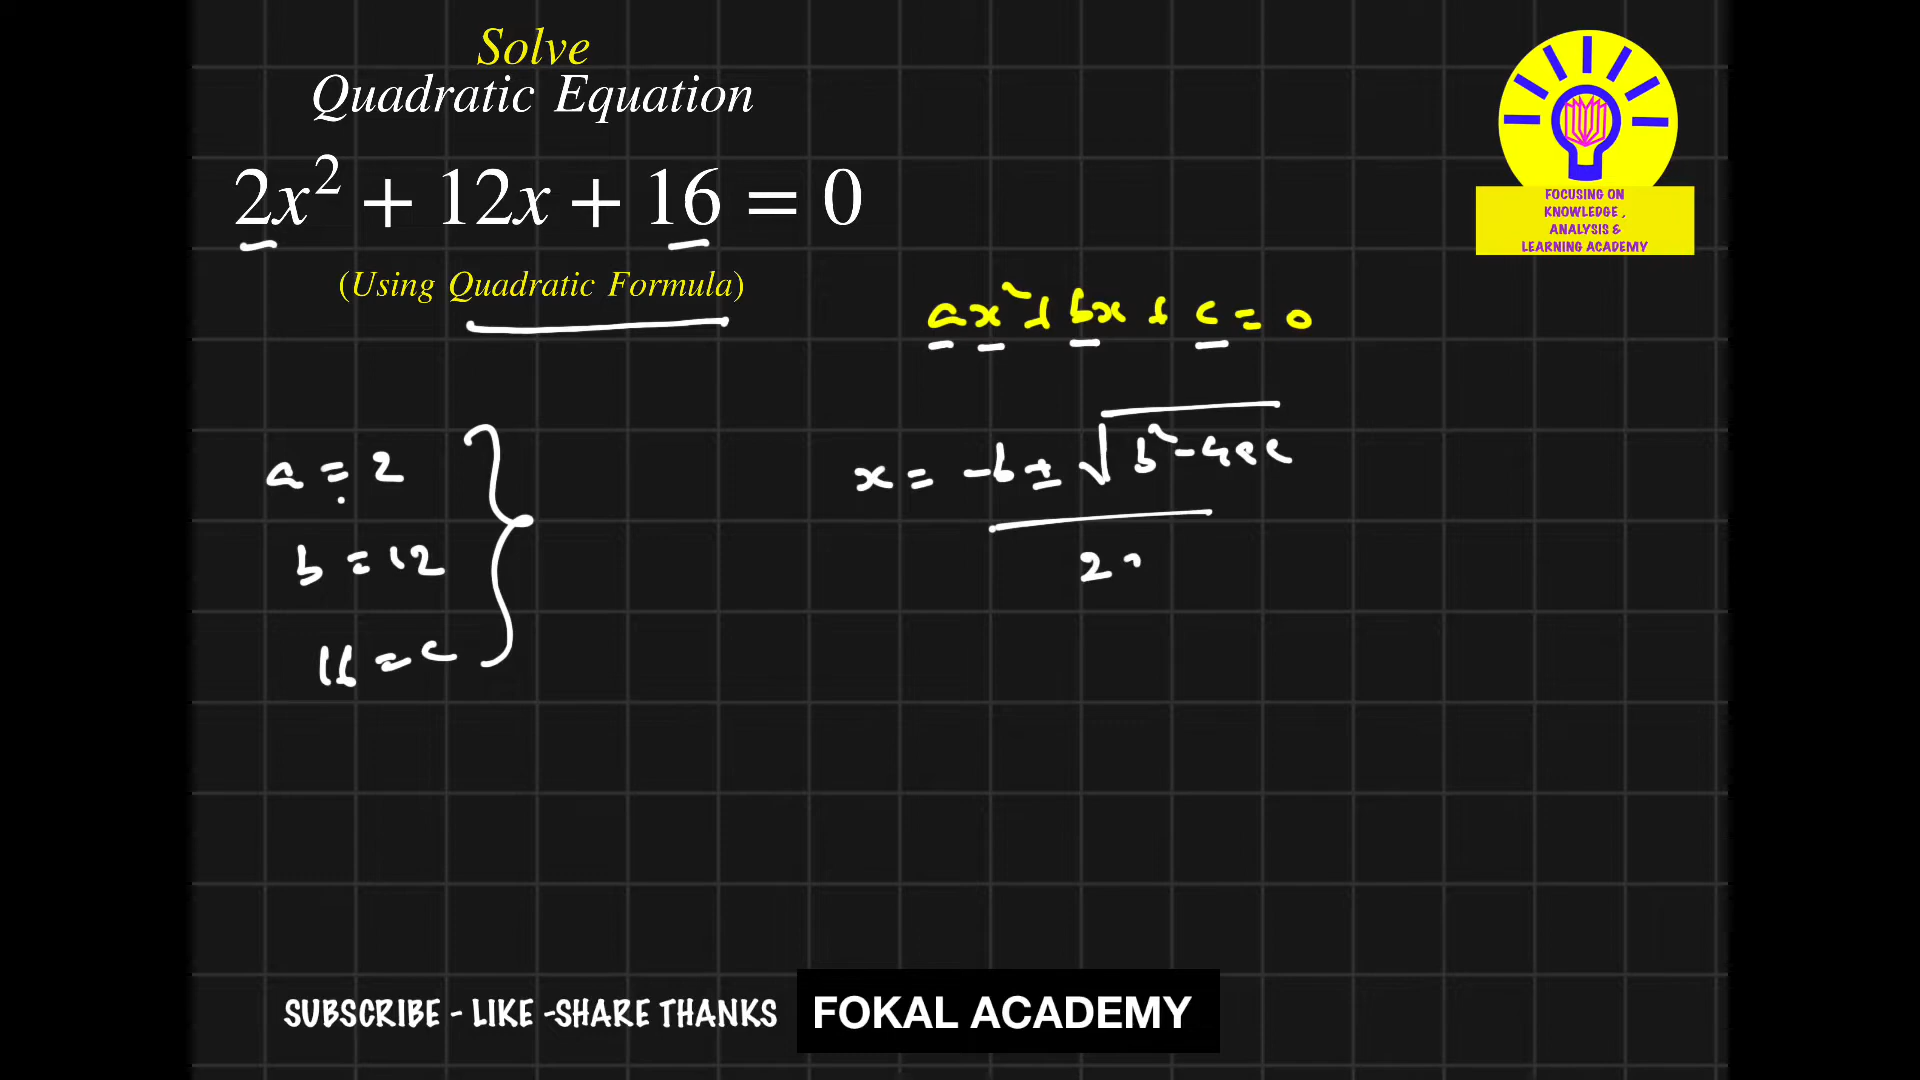 Solve
Quadratic Equation
2x² + 12x + 16 = 0
(Using Quadratic Formula)
FOCUSING ON
KNOWLEDGE ,
ANALYSIS &
LEARNING ACADEMY
ax² + bx + c = 0
a = 2
b = 12
16 = c
x = -b ± √b² - 4ac
2
SUBSCRIBE - LIKE -SHARE THANKS
FOKAL ACADEMY